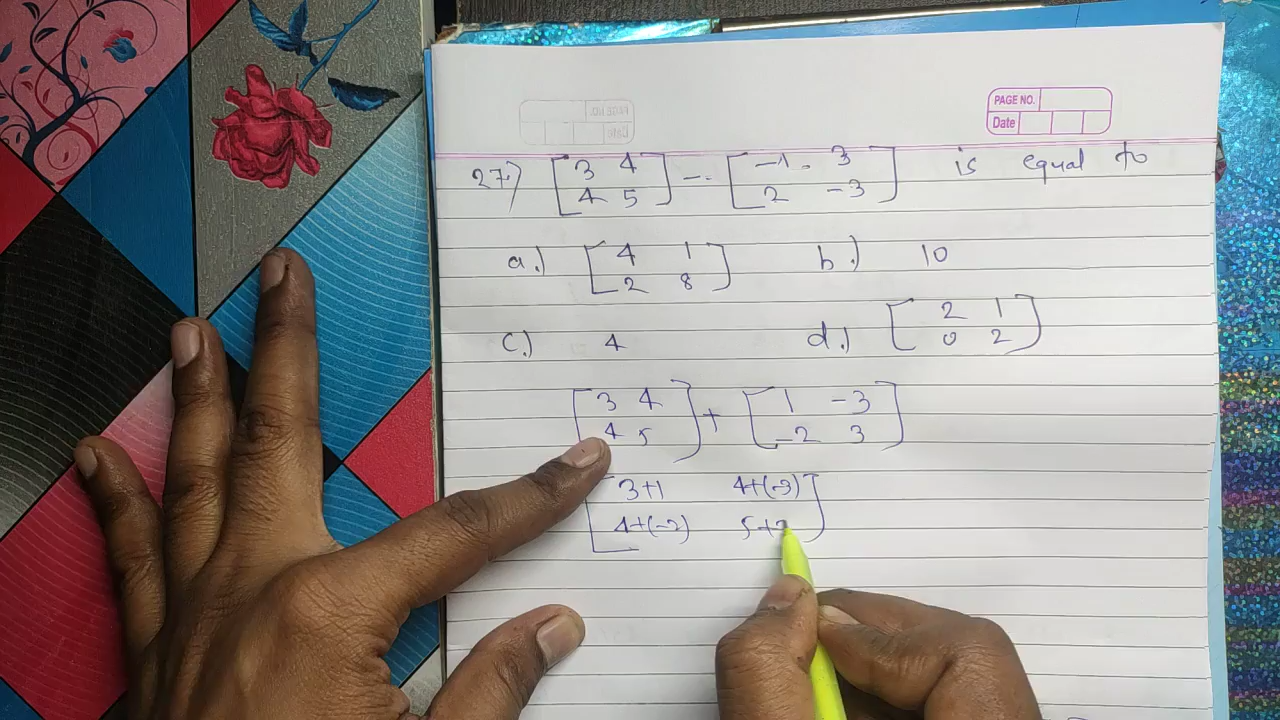 PAGE NO.
Date
27.) [3 4 - [-1 3 is equal to
4 5] 2 -3]
a.) [4 1 b.) 10
2 8]
c.) 4 d.) [2 1
0 2]
[3 4 + [1 -3
4 5] -2 3]
[3+1 4+(-3)
4+(-2) 5+3]